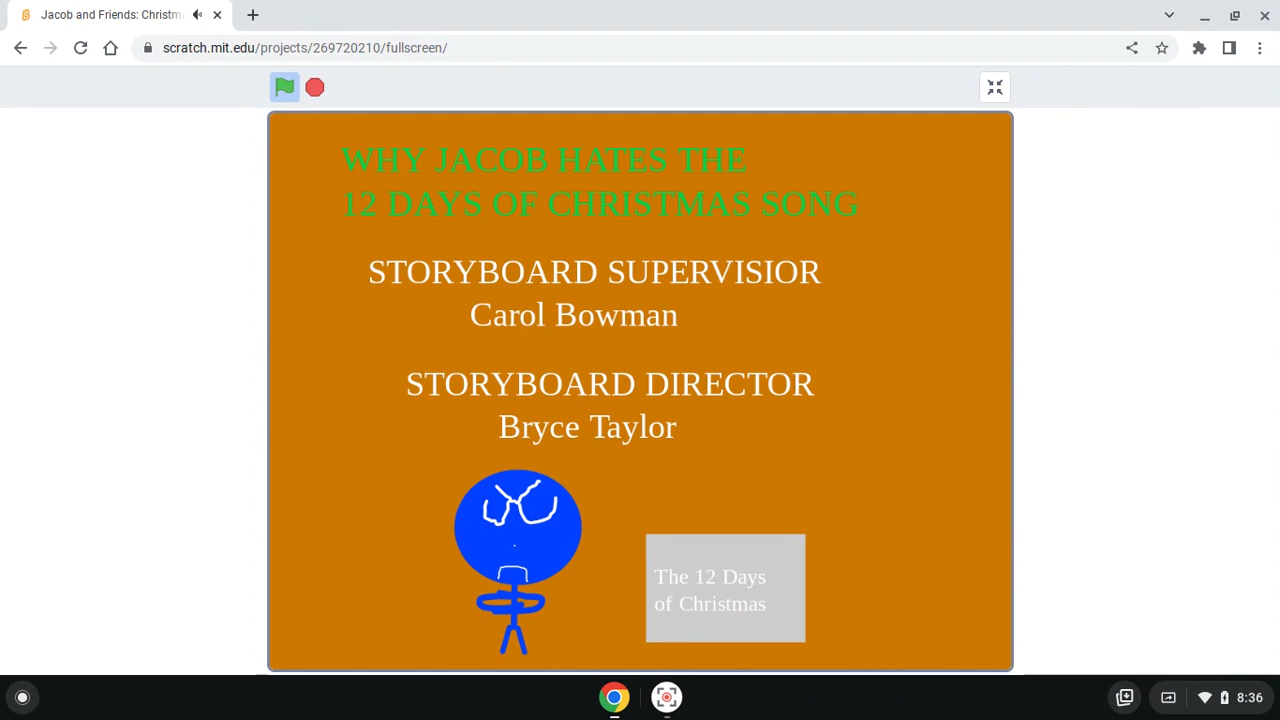 Jacob and Friends: Christm
scratch.mit.edu/projects/269720210/fullscreen/
WHY JACOB HATES THE
12 DAYS OF CHRISTMAS SONG
STORYBOARD SUPERVISIOR
Carol Bowman
STORYBOARD DIRECTOR
Bryce Taylor
The 12 Days
of Christmas
8:36